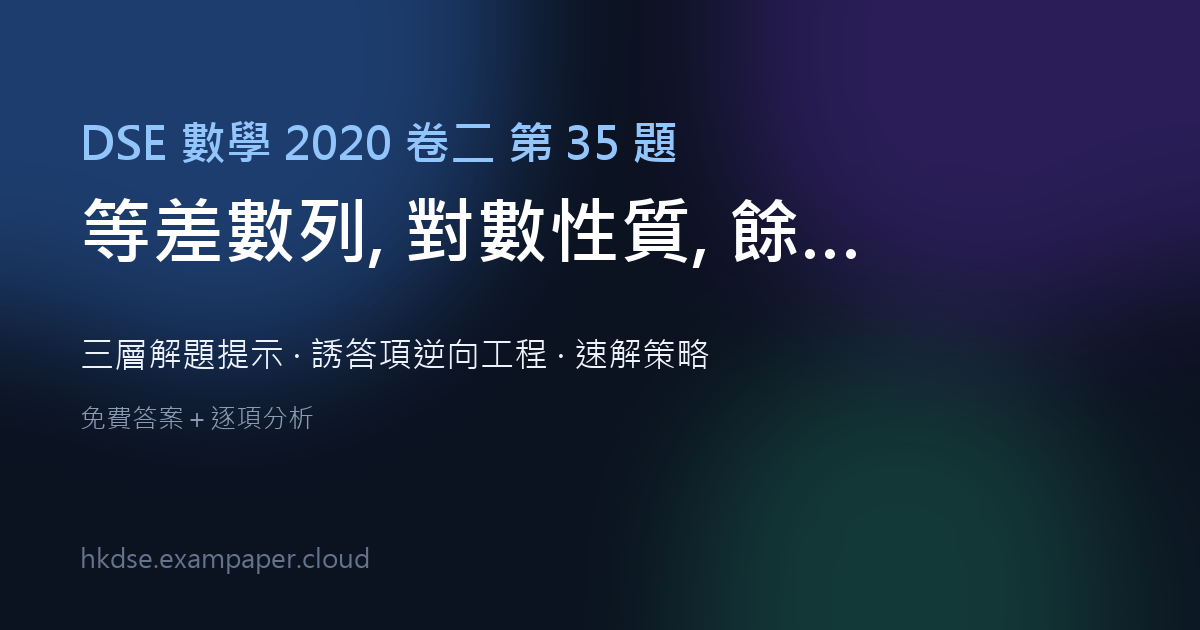 DSE 數學 2020 卷二 第 35 題
等差數列, 對數性質, 餘...
三層解題提示 · 誘答項逆向工程 · 速解策略
免費答案 + 逐項分析
hkdse.exampaper.cloud